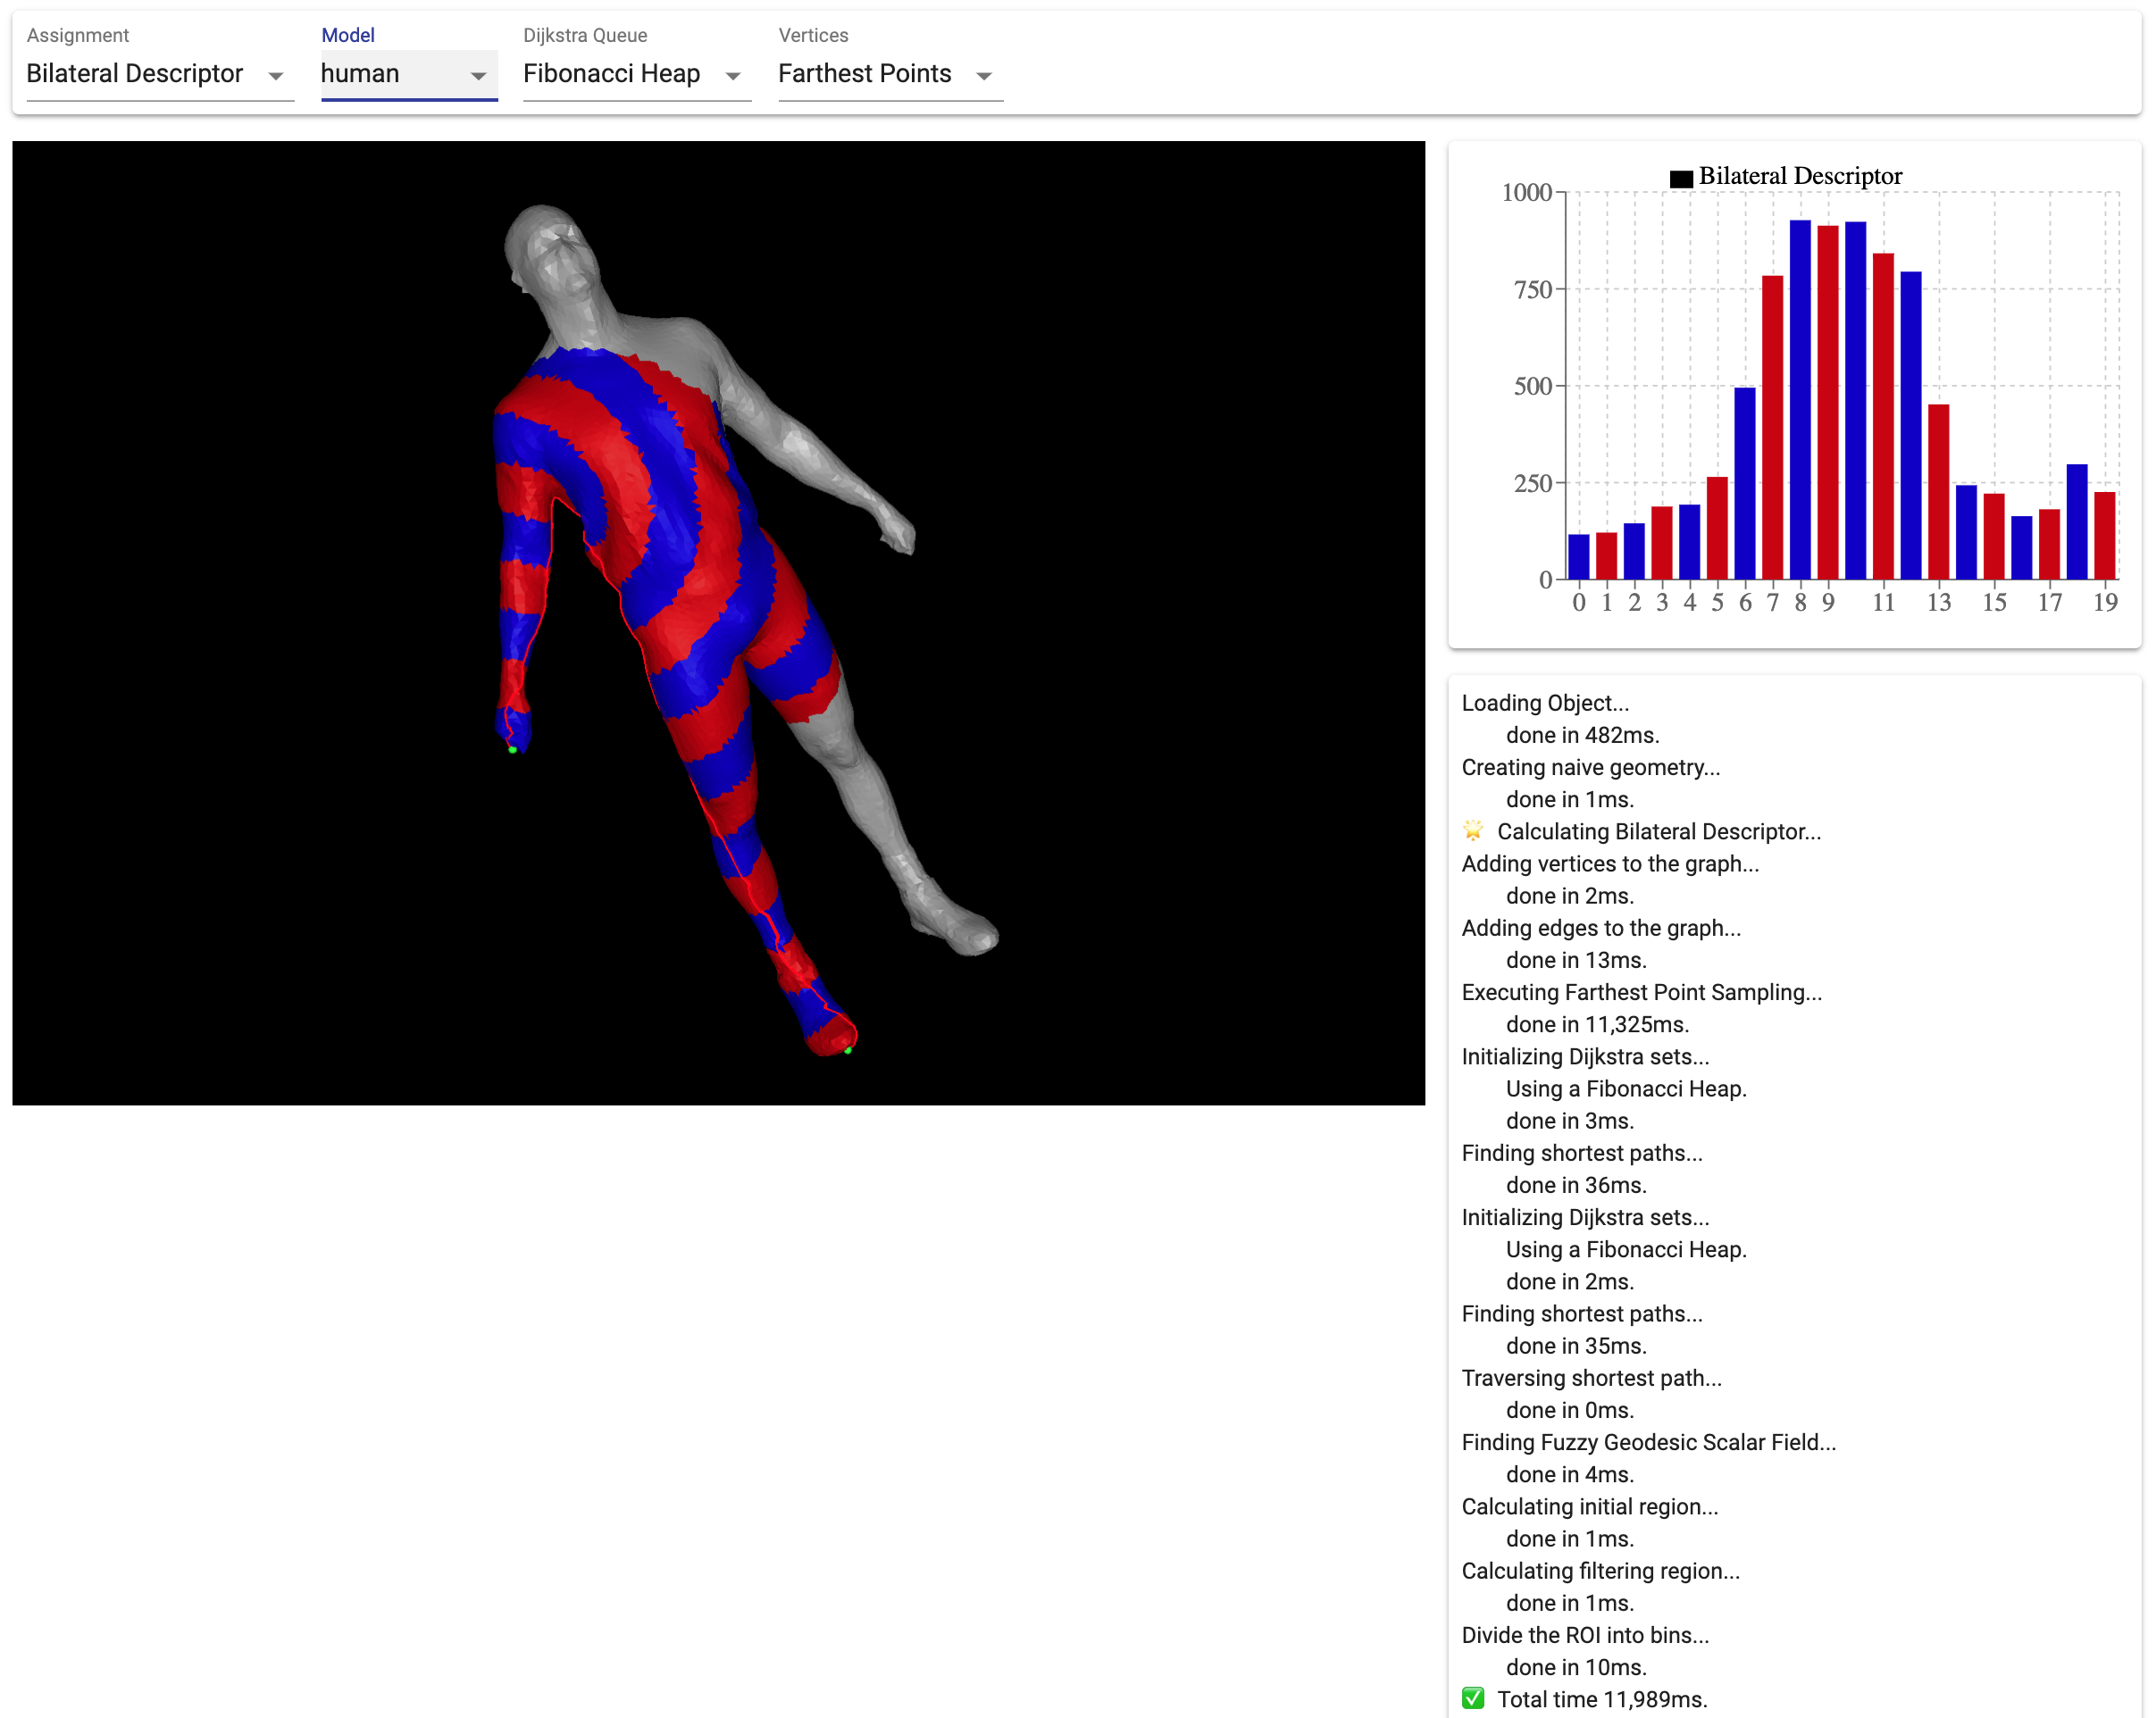 Assignment Model Dijkstra Queue Vertices
Bilateral Descriptor human Fibonacci Heap Farthest Points
Bilateral Descriptor
1000
750
500
250
0
0 1 2 3 4 5 6 7 8 9 11 13 15 17 19
Loading Object...
done in 482ms.
Creating naive geometry...
done in 1ms.
🌟 Calculating Bilateral Descriptor...
Adding vertices to the graph...
done in 2ms.
Adding edges to the graph...
done in 13ms.
Executing Farthest Point Sampling...
done in 11,325ms.
Initializing Dijkstra sets...
Using a Fibonacci Heap.
done in 3ms.
Finding shortest paths...
done in 36ms.
Initializing Dijkstra sets...
Using a Fibonacci Heap.
done in 2ms.
Finding shortest paths...
done in 35ms.
Traversing shortest path...
done in 0ms.
Finding Fuzzy Geodesic Scalar Field...
done in 4ms.
Calculating initial region...
done in 1ms.
Calculating filtering region...
done in 1ms.
Divide the ROI into bins...
done in 10ms.
✅ Total time 11,989ms.